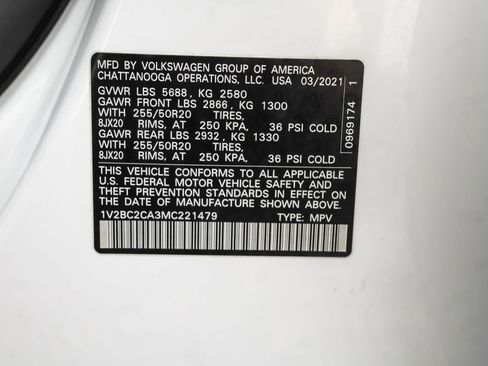 MFD BY VOLKSWAGEN GROUP OF AMERICA
CHATTANOOGA OPERATIONS, LLC. USA 03/2021
GVWR LBS 5688 , KG 2580
GAWR FRONT LBS 2866 , KG 1300
WITH 255/50R20 TIRES,
8JX20 RIMS, AT 250 KPA, 36 PSI COLD
GAWR REAR LBS 2932 , KG 1330
WITH 255/50R20 TIRES,
8JX20 RIMS, AT 250 KPA, 36 PSI COLD
THIS VEHICLE CONFORMS TO ALL APPLICABLE
U.S. FEDERAL MOTOR VEHICLE SAFETY AND
THEFT PREVENTION STANDARDS IN EFFECT ON
THE DATE OF MANUFACTURE SHOWN ABOVE.
1V2BC2CA3MC221479 TYPE: MPV
0969174 1